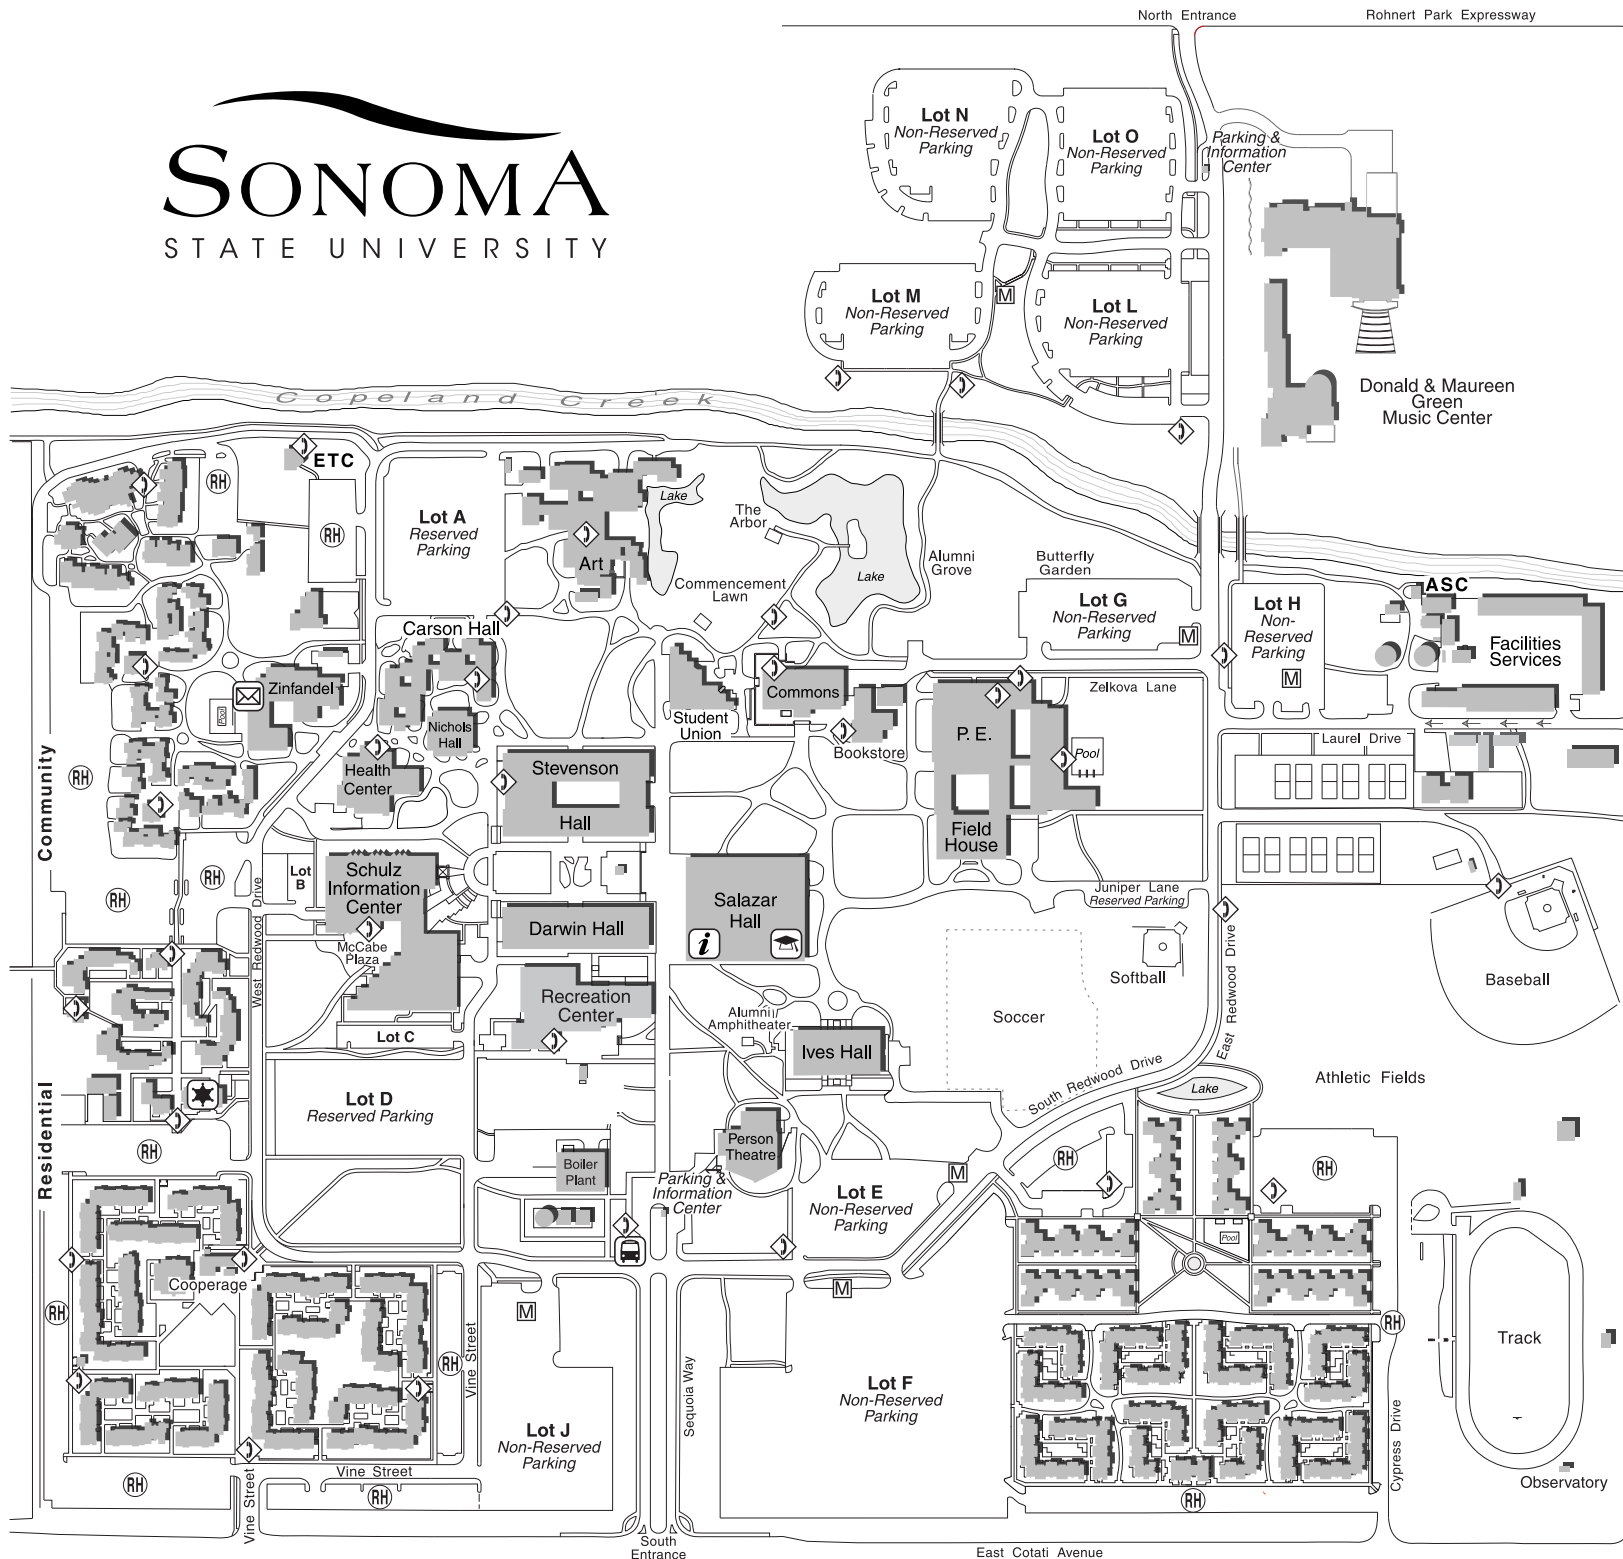 North Entrance
Rohnert Park Expressway
SONOMA
STATE UNIVERSITY
Lot N
Non-Reserved
Parking
Lot O
Non-Reserved
Parking
Parking &
Information
Center
Lot M
Non-Reserved
Parking
M
Lot L
Non-Reserved
Parking
Donald & Maureen
Green
Music Center
Copeland Creek
ETC
RH
RH
Lot A
Reserved
Parking
Art
Lake
The
Arbor
Lake
Commencement
Lawn
Alumni
Grove
Butterfly
Garden
Lot G
Non-Reserved
Parking
M
Lot H
Non-
Reserved
Parking
M
ASC
Facilities
Services
Carson Hall
Zinfandel
Pool
Nichols
Hall
Health
Center
Student
Union
Commons
Bookstore
P. E.
Pool
Field
House
Zelkova Lane
Laurel Drive
Community
Residential
RH
RH
RH
Stevenson
Hall
Lot
B
West Redwood Drive
Schulz
Information
Center
McCabe
Plaza
Darwin Hall
Salazar
Hall
i
Juniper Lane
Reserved Parking
Softball
Soccer
East Redwood Drive
Baseball
Recreation
Center
Lot C
Alumni
Amphitheater
Ives Hall
South Redwood Drive
Lake
Athletic Fields
Lot D
Reserved Parking
RH
Boiler
Plant
Person
Theatre
Parking &
Information
Center
Lot E
Non-Reserved
Parking
M
RH
RH
Pool
Cooperage
RH
M
M
RH
Vine Street
Sequoia Way
Lot F
Non-Reserved
Parking
RH
Track
Lot J
Non-Reserved
Parking
Cypress Drive
Observatory
RH
Vine Street
RH
Vine Street
RH
South
Entrance
East Cotati Avenue